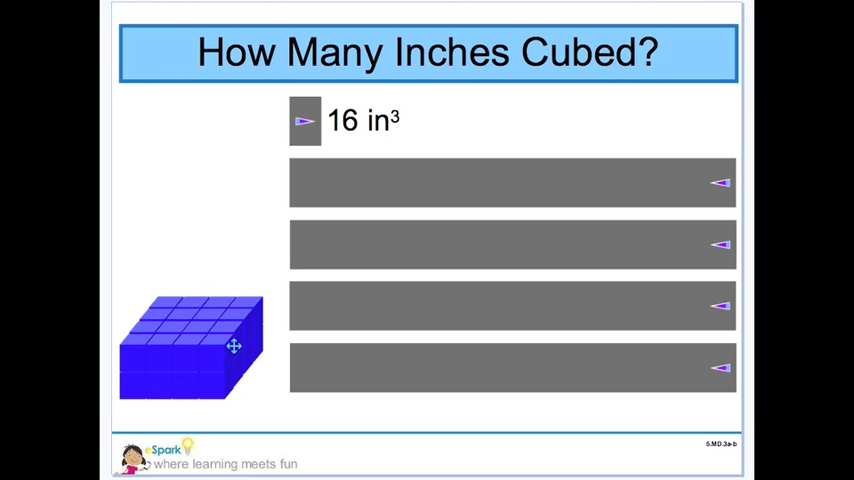 How Many Inches Cubed?
16 in³
5.MD.3a-b
eSpark
where learning meets fun